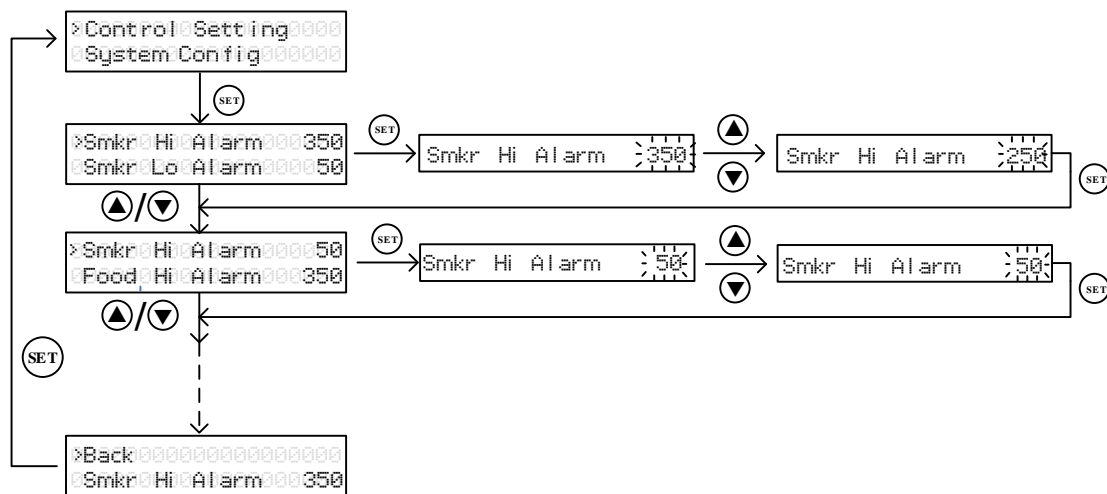 >Control Setting
System Config
SET
>Smkr Hi Alarm 350
Smkr Lo Alarm 50
SET
Smkr Hi Alarm 350
Smkr Hi Alarm 250
SET
▲/▼
>Smkr Hi Alarm 50
Food Hi Alarm 350
SET
Smkr Hi Alarm 50
Smkr Hi Alarm 50
SET
▲/▼
SET
>Back
Smkr Hi Alarm 350